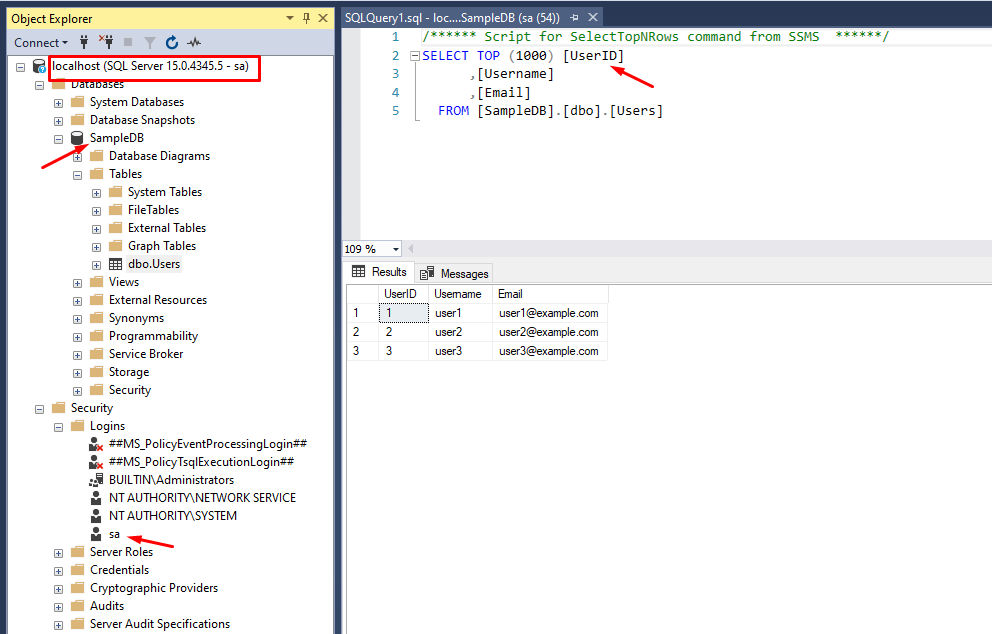 Object Explorer
Connect
localhost (SQL Server 15.0.4345.5 - sa)
Databases
System Databases
Database Snapshots
SampleDB
Database Diagrams
Tables
System Tables
FileTables
External Tables
Graph Tables
dbo.Users
Views
External Resources
Synonyms
Programmability
Service Broker
Storage
Security
Security
Logins
##MS_PolicyEventProcessingLogin##
##MS_PolicyTsqlExecutionLogin##
BUILTIN\Administrators
NT AUTHORITY\NETWORK SERVICE
NT AUTHORITY\SYSTEM
sa
Server Roles
Credentials
Cryptographic Providers
Audits
Server Audit Specifications
SQLQuery1.sql - loc....SampleDB (sa (54))
1 /****** Script for SelectTopNRows command from SSMS ******/
2 SELECT TOP (1000) [UserID]
3 ,[Username]
4 ,[Email]
5 FROM [SampleDB].[dbo].[Users]
109 %
Results Messages
UserID Username Email
1 1 user1 user1@example.com
2 2 user2 user2@example.com
3 3 user3 user3@example.com